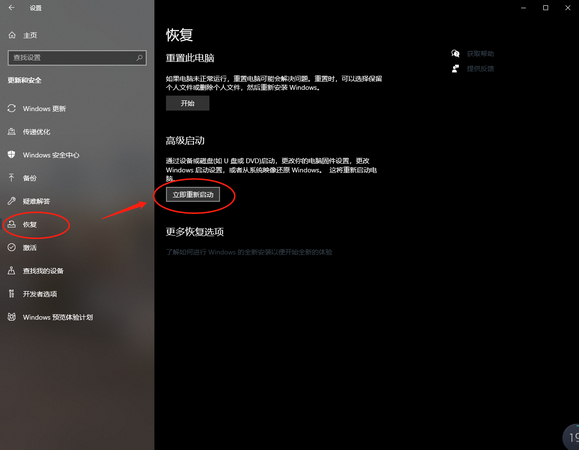 设置
主页
查找设置
更新和安全
Windows 更新
传递优化
Windows 安全中心
备份
疑难解答
恢复
激活
查找我的设备
开发者选项
Windows 预览体验计划
恢复
重置此电脑
如果电脑未正常运行，重置电脑可能会解决问题。重置时，可以选择保留
个人文件或删除个人文件，然后重新安装 Windows。
开始
高级启动
通过设备或磁盘(如 U 盘或 DVD)启动，更改你的电脑固件设置，更改
Windows 启动设置，或者从系统映像还原 Windows。 这将重新启动电
脑。
立即重新启动
更多恢复选项
了解如何进行 Windows 的全新安装以便开始全新的体验
获取帮助
提供反馈
19